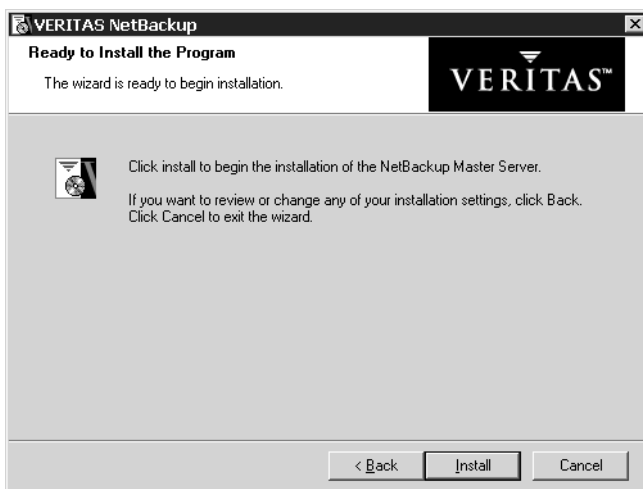 VERITAS NetBackup
Ready to Install the Program
The wizard is ready to begin installation.
VERITAS™
Click install to begin the installation of the NetBackup Master Server.
If you want to review or change any of your installation settings, click Back.
Click Cancel to exit the wizard.
< Back
Install
Cancel